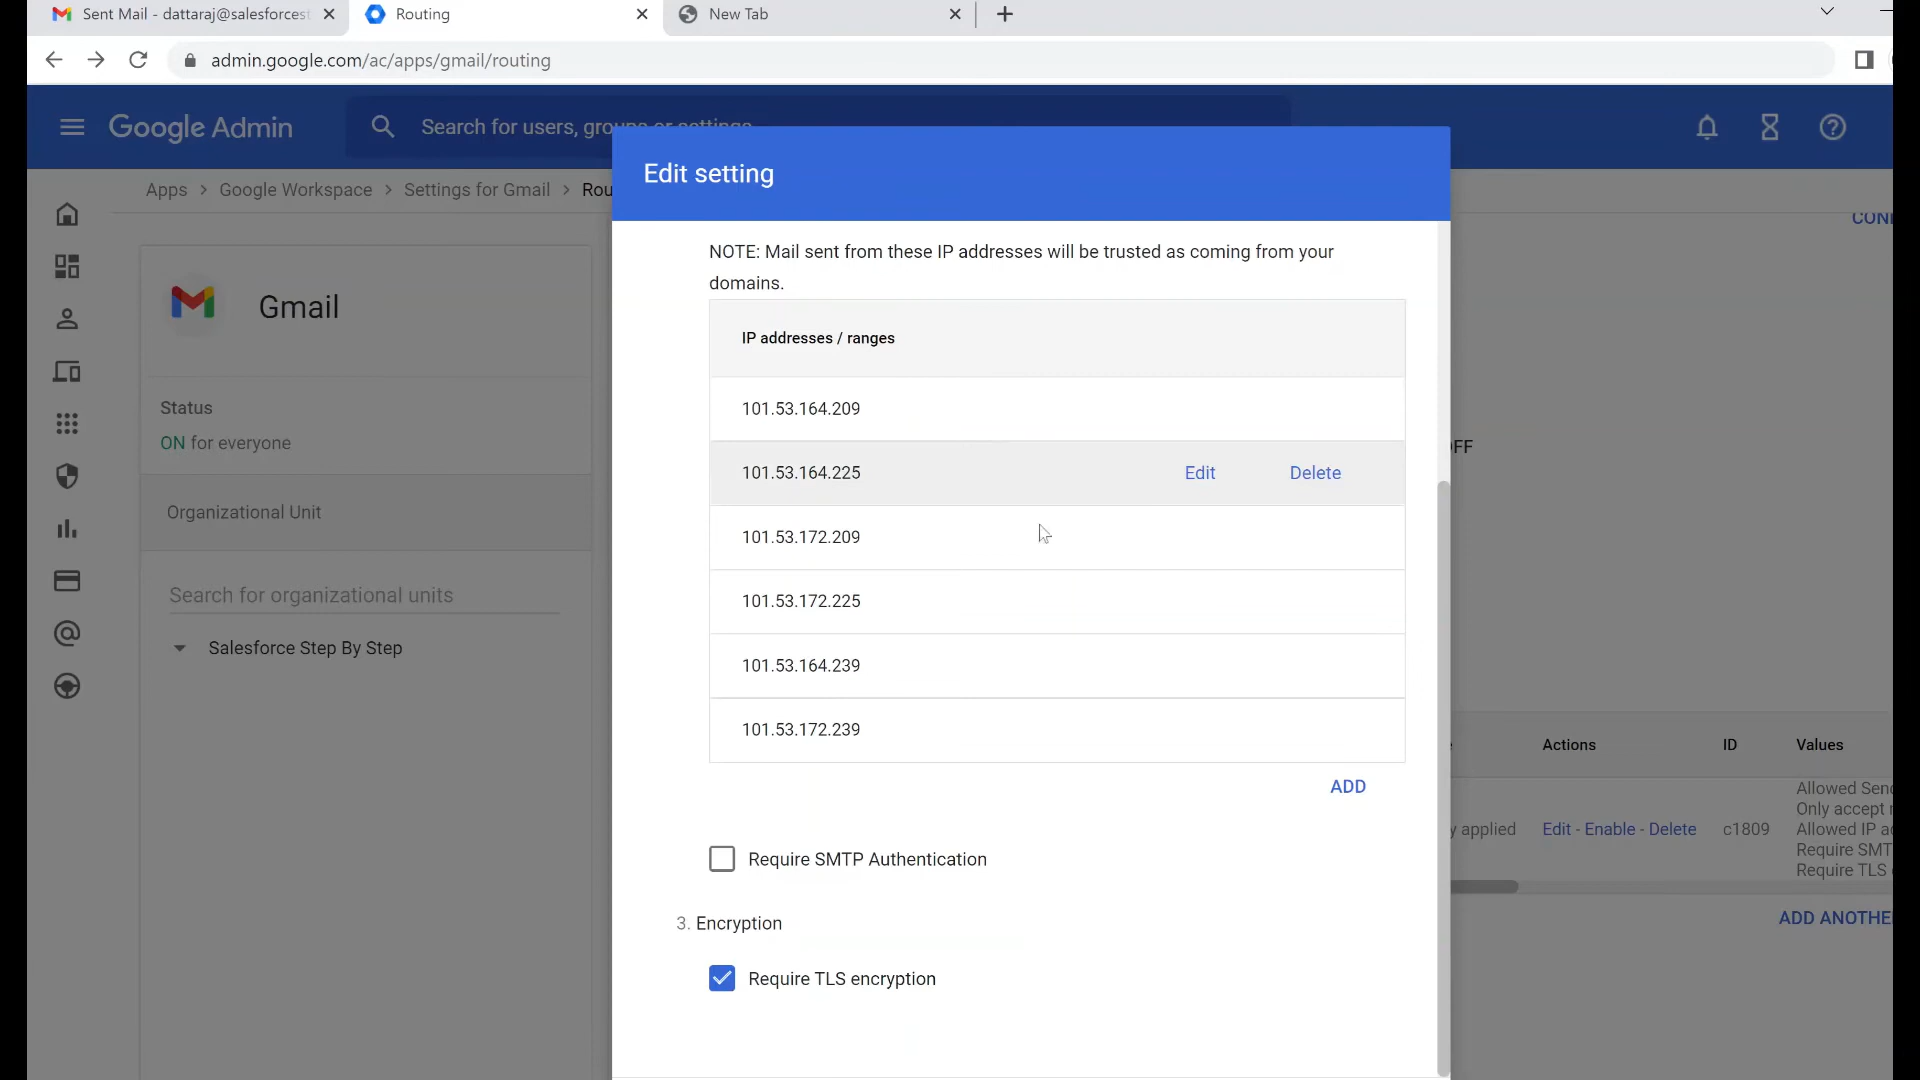 Sent Mail - dattaraj@salesforcest
Routing
New Tab
admin.google.com/ac/apps/gmail/routing
Google Admin
Search for users, groups or settings
Edit setting
Apps > Google Workspace > Settings for Gmail > Rou
CON
Gmail
Status
ON for everyone
Organizational Unit
Search for organizational units
Salesforce Step By Step
NOTE: Mail sent from these IP addresses will be trusted as coming from your
domains.
IP addresses / ranges
101.53.164.209
101.53.164.225 Edit Delete
101.53.172.209
101.53.172.225
101.53.164.239
101.53.172.239
ADD
Require SMTP Authentication
3. Encryption
Require TLS encryption
FF
Actions ID Values
y applied Edit - Enable - Delete c1809
Allowed Sen
Only accept
Allowed IP a
Require SMT
Require TLS
ADD ANOTHE